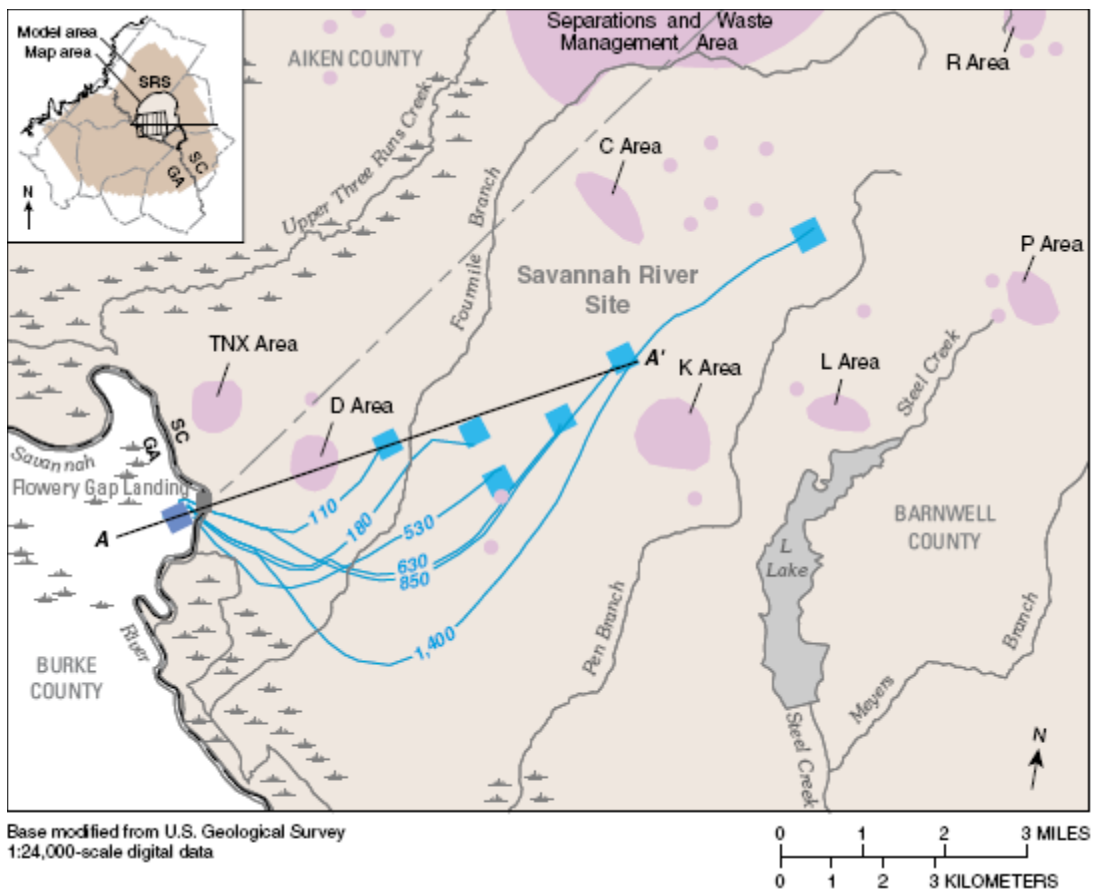 Model area
Map area
SRS
SC
GA
N
AIKEN COUNTY
Separations and Waste
Management Area
R Area
Upper Three Runs Creek
C Area
Fourmile Branch
P Area
Savannah River
Site
TNX Area
A'
K Area
L Area
Steel Creek
D Area
SC
GA
Savannah
Flowery Gap Landing
110
180
530
630
850
1,400
A
BARNWELL
COUNTY
L
Lake
River
BURKE
COUNTY
Pen Branch
Meyers
Branch
Steel Creek
N
Base modified from U.S. Geological Survey
1:24,000-scale digital data
0 1 2 3 MILES
0 1 2 3 KILOMETERS